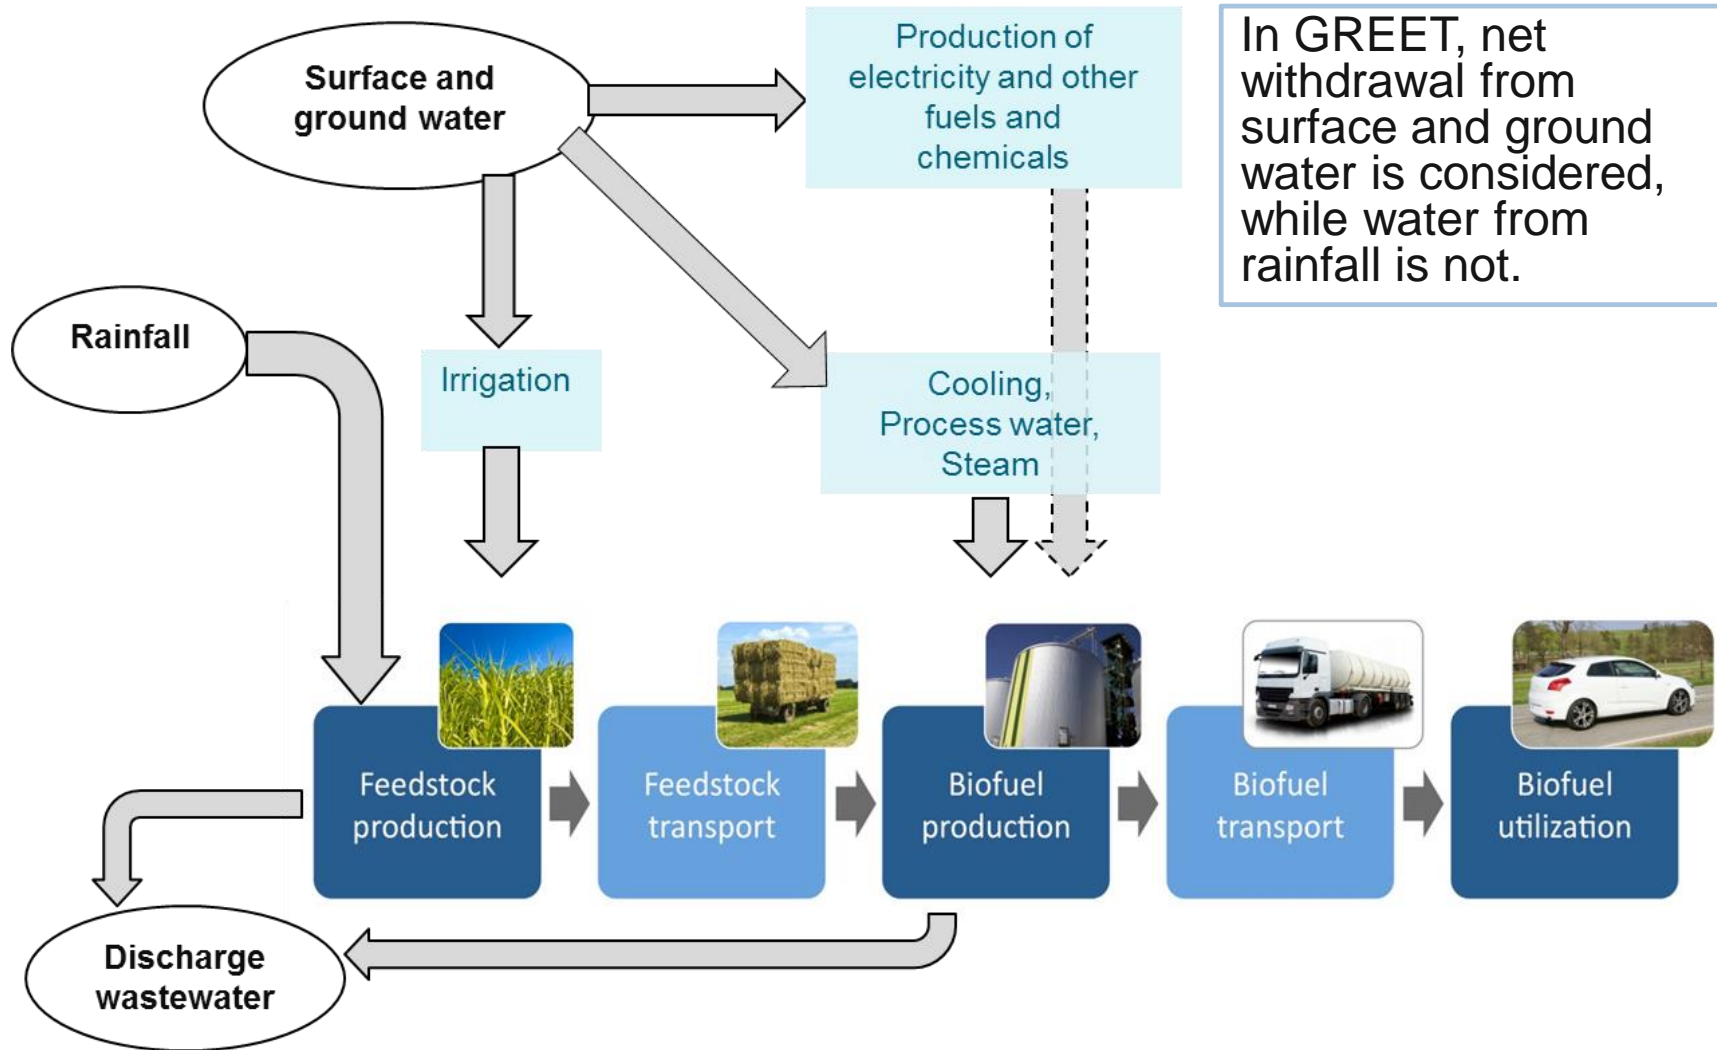 Surface and
ground water
Production of
electricity and other
fuels and
chemicals
In GREET, net
withdrawal from
surface and ground
water is considered,
while water from
rainfall is not.
Rainfall
Irrigation
Cooling,
Process water,
Steam
Feedstock
production
Feedstock
transport
Biofuel
production
Biofuel
transport
Biofuel
utilization
Discharge
wastewater